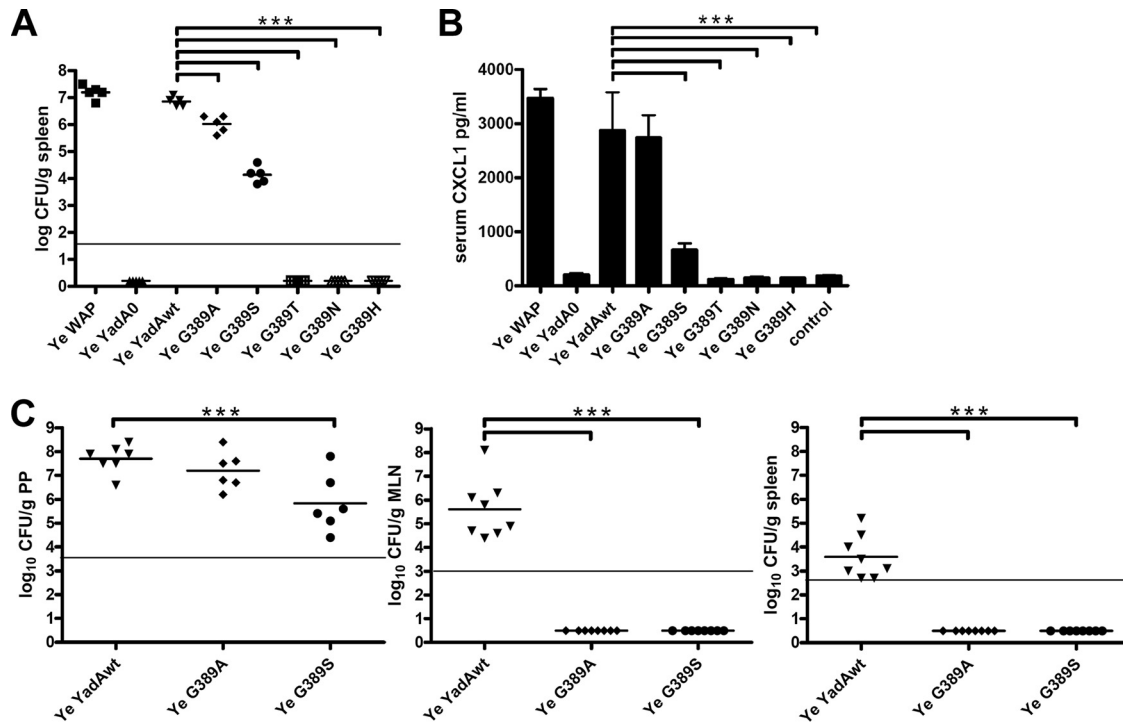 A
***
log CFU/g spleen
8
7
6
5
4
3
2
1
0
Ye WAP
Ye YadA0
Ye YadAwt
Ye G389A
Ye G389S
Ye G389T
Ye G389N
Ye G389H
B
***
serum CXCL1 pg/ml
4000
3000
2000
1000
0
Ye WAP
Ye YadA0
Ye YadAwt
Ye G389A
Ye G389S
Ye G389T
Ye G389N
Ye G389H
control
C
***
log10 CFU/g PP
9
8
7
6
5
4
3
2
1
0
Ye YadAwt
Ye G389A
Ye G389S
***
log10 CFU/g MLN
9
8
7
6
5
4
3
2
1
0
Ye YadAwt
Ye G389A
Ye G389S
***
log10 CFU/g spleen
9
8
7
6
5
4
3
2
1
0
Ye YadAwt
Ye G389A
Ye G389S